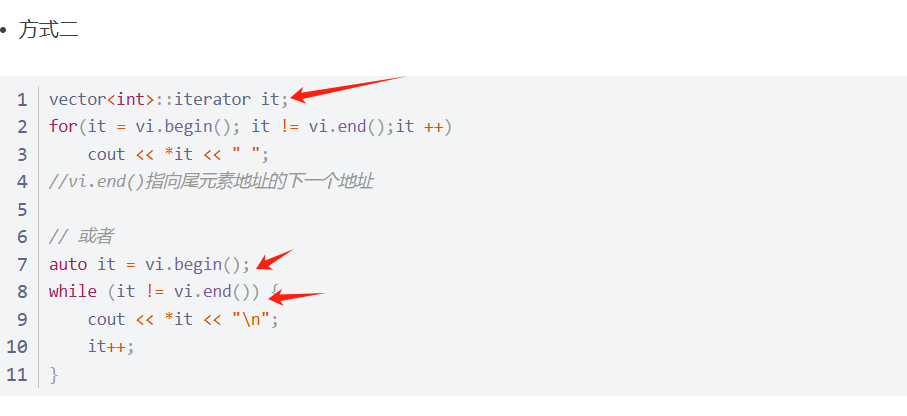 • 方式二
1 vector<int>::iterator it;
2 for(it = vi.begin(); it != vi.end();it ++)
3     cout << *it << " ";
4 //vi.end()指向尾元素地址的下一个地址
5
6 // 或者
7 auto it = vi.begin();
8 while (it != vi.end()) {
9     cout << *it << "\n";
10     it++;
11 }